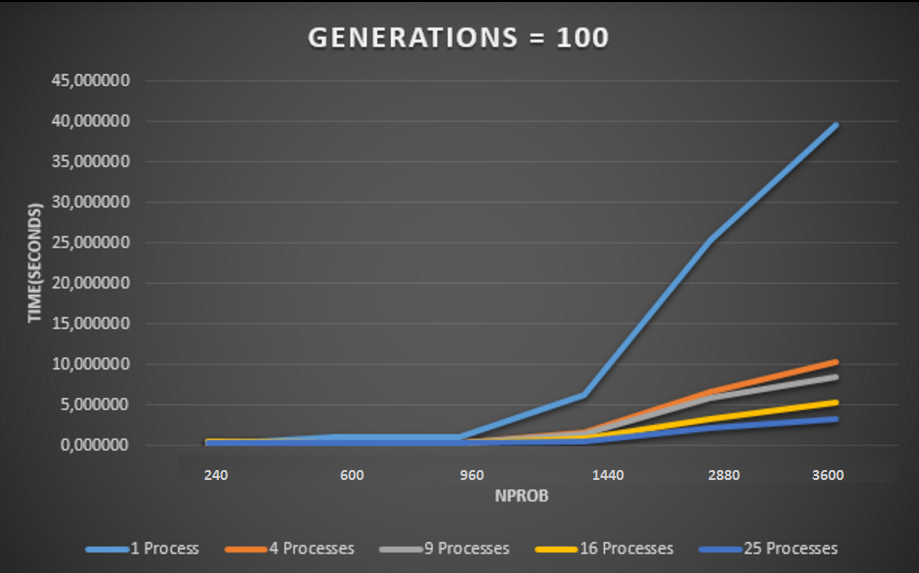 GENERATIONS = 100
45,000000
40,000000
35,000000
30,000000
25,000000
20,000000
15,000000
10,000000
5,000000
0,000000
TIME(SECONDS)
240 600 960 1440 2880 3600
NPROB
1 Process 4 Processes 9 Processes 16 Processes 25 Processes